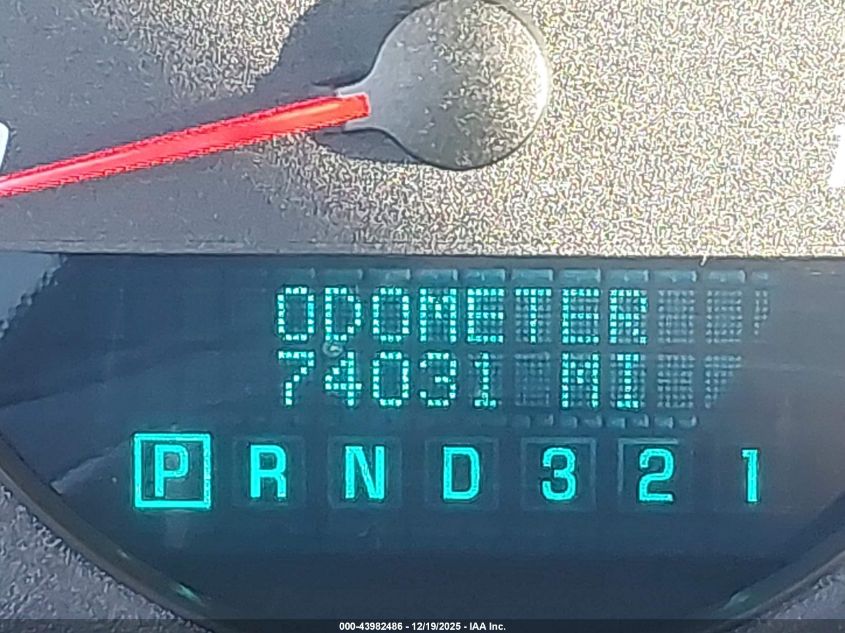 ODOMETER
74031 MI
P R N D 3 2 1
000-43982486 - 12/19/2025 - IAA Inc.